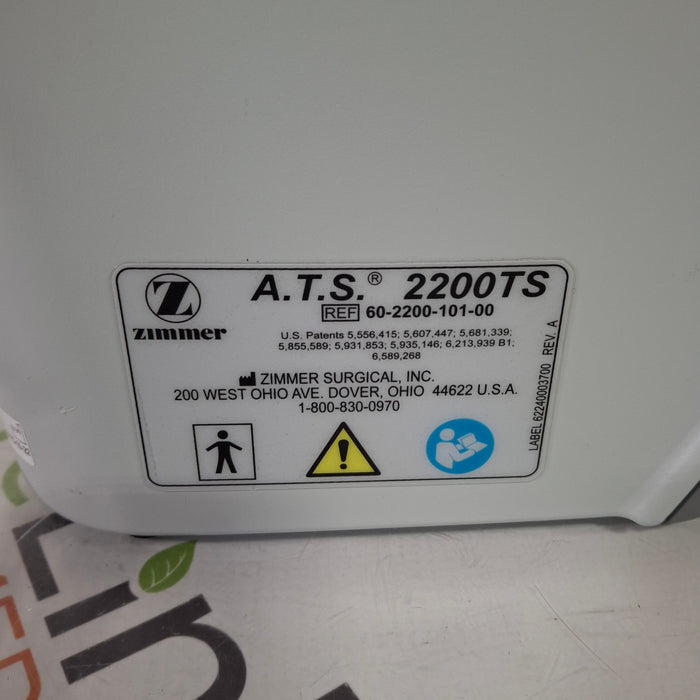 Z
zimmer
A.T.S.® 2200TS
REF 60-2200-101-00
U.S. Patents 5,556,415; 5,607,447; 5,681,339;
5,855,589; 5,931,853; 5,935,146; 6,213,939 B1;
6,589,268
ZIMMER SURGICAL, INC.
200 WEST OHIO AVE. DOVER, OHIO 44622 U.S.A.
1-800-830-0970
LABEL 62240003700 REV. A